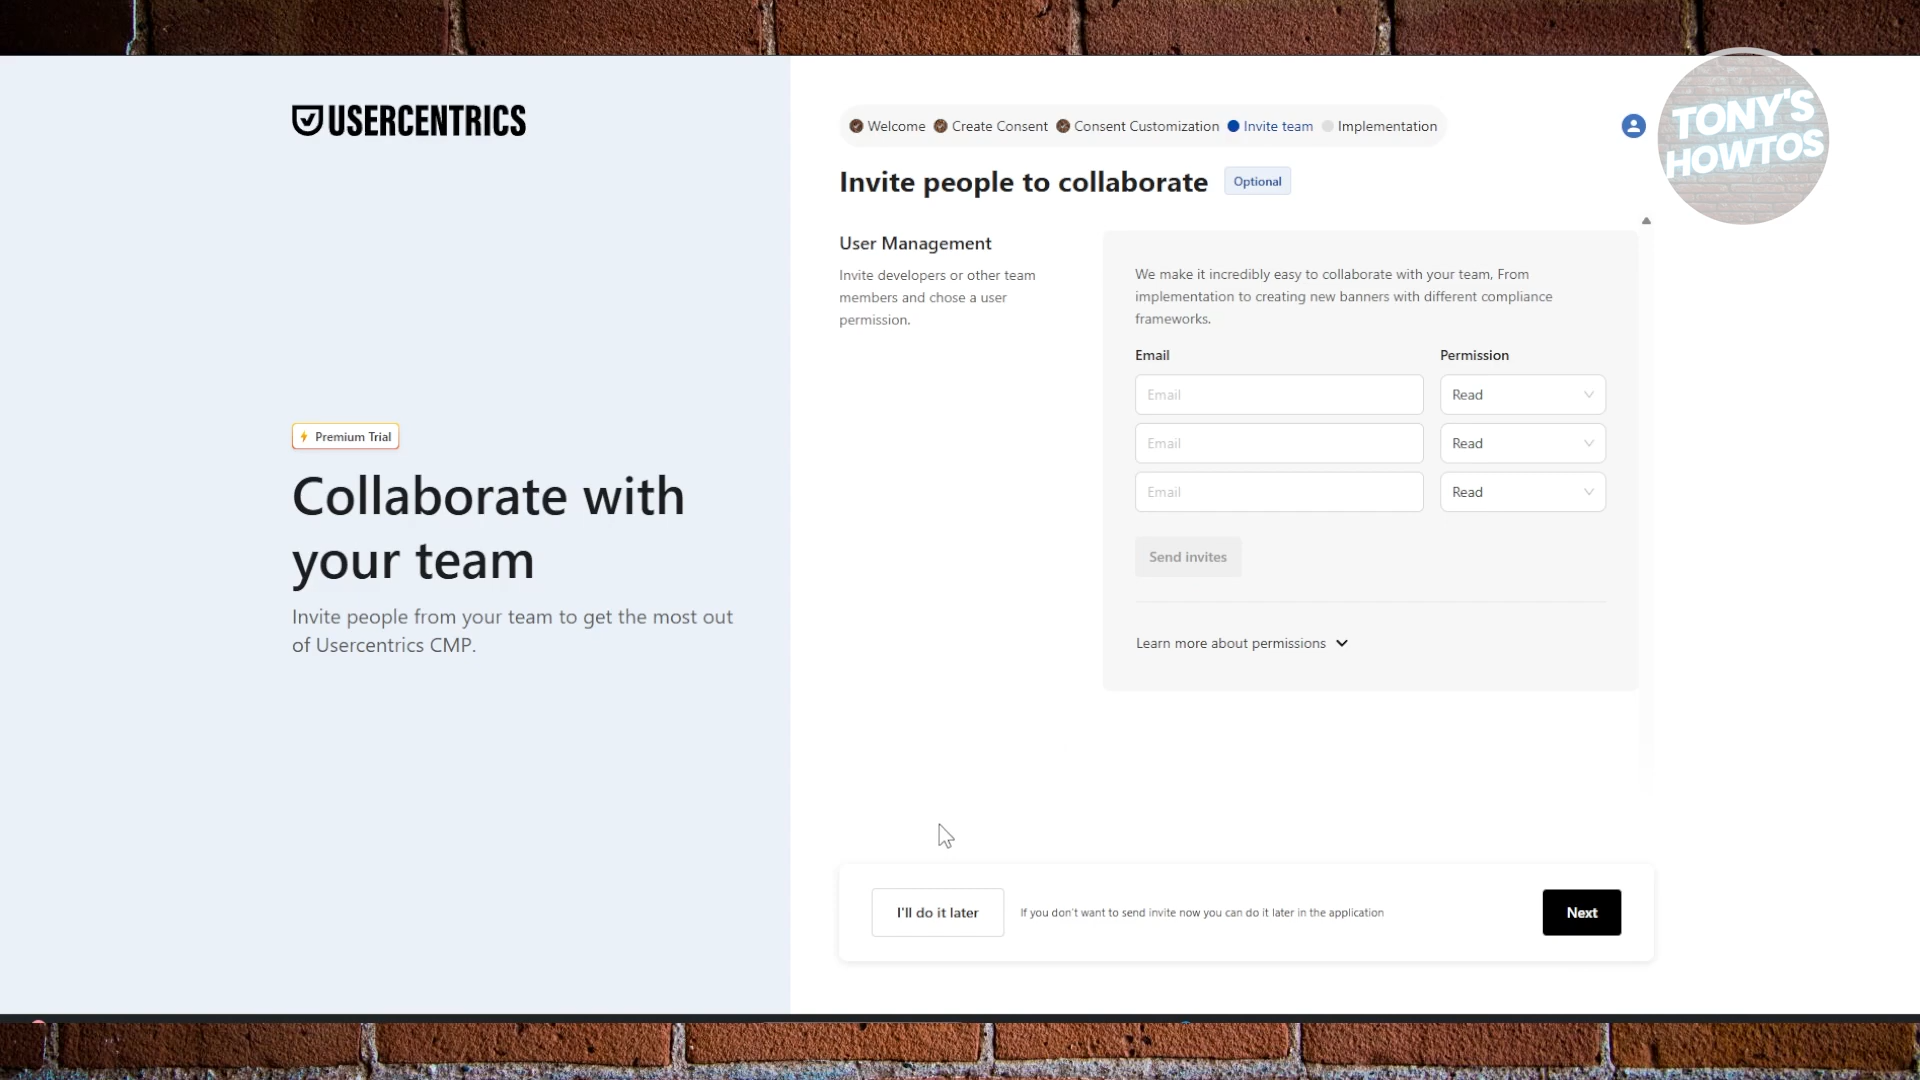 USERCENTRICS
Premium Trial
Collaborate with
your team
Invite people from your team to get the most out
of Usercentrics CMP.
Welcome Create Consent Consent Customization Invite team Implementation
TONY'S
HOWTOS
Invite people to collaborate Optional
User Management
Invite developers or other team
members and chose a user
permission.
We make it incredibly easy to collaborate with your team, From
implementation to creating new banners with different compliance
frameworks.
Email Permission
Email Read
Email Read
Email Read
Send invites
Learn more about permissions
I'll do it later If you don't want to send invite now you can do it later in the application Next